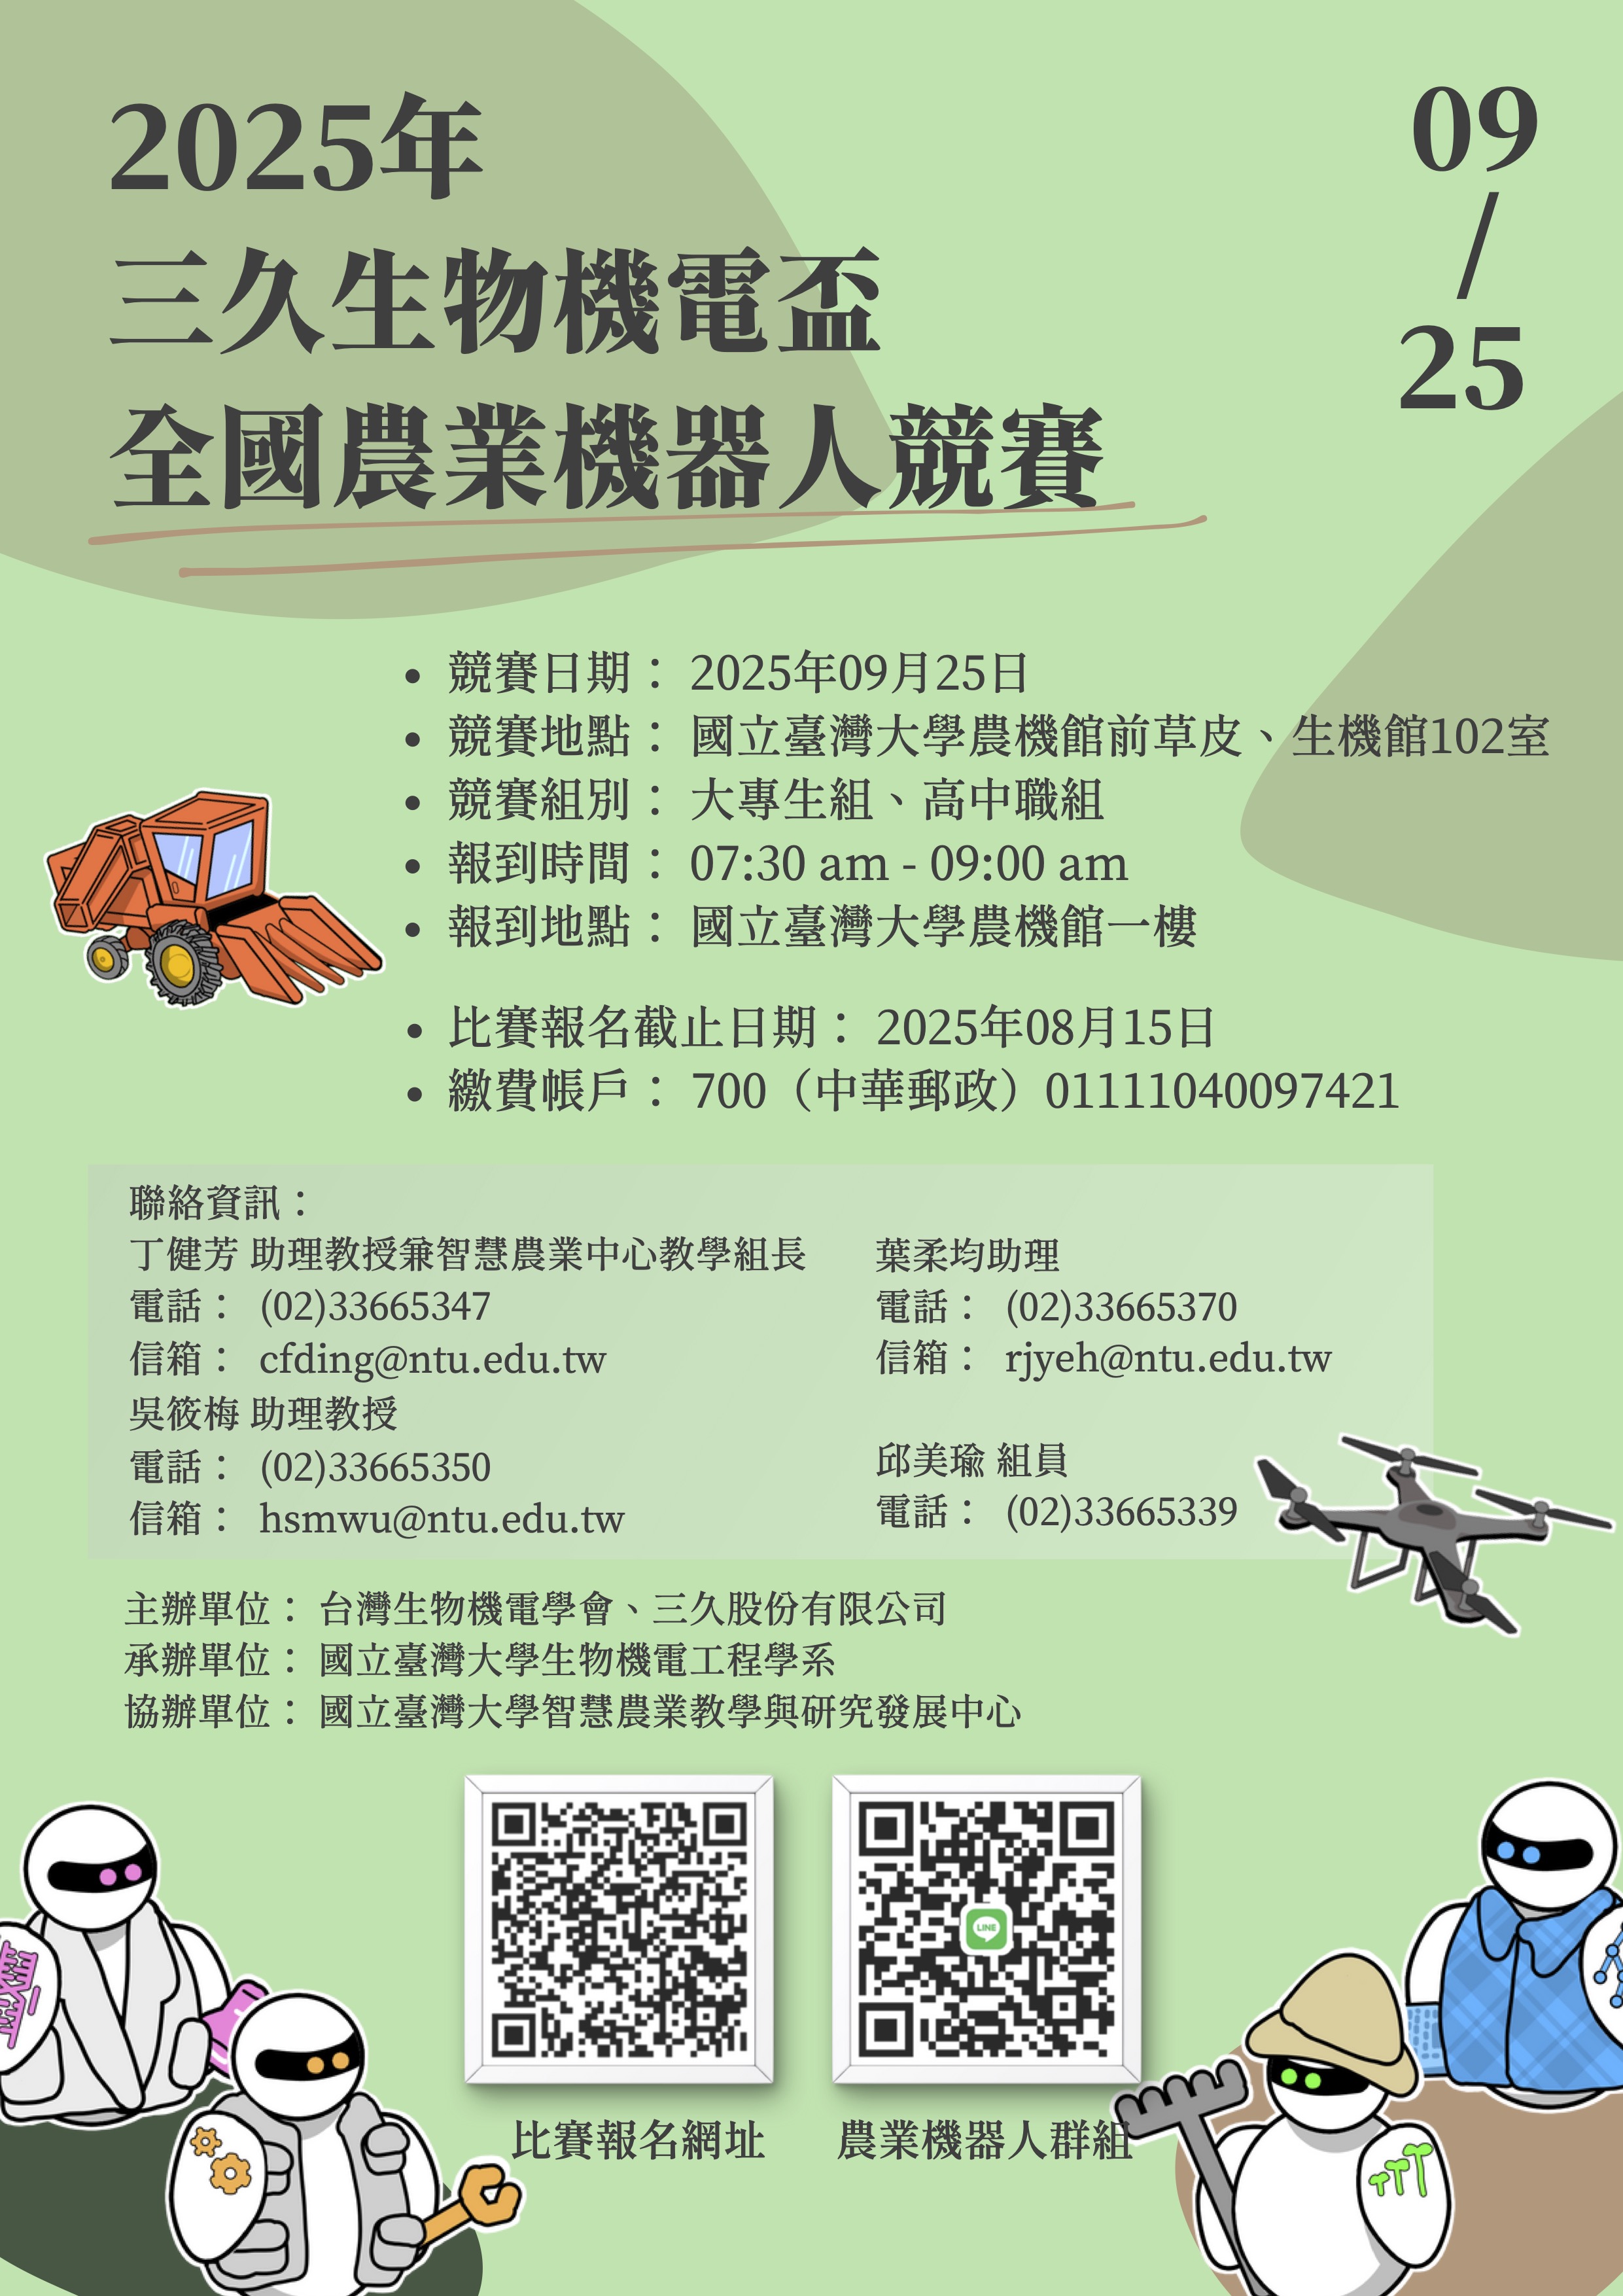 2025年
三久生物機電盃
全國農業機器人競賽
09
/
25
競賽日期： 2025年09月25日
競賽地點： 國立臺灣大學農機館前草皮、生機館102室
競賽組別： 大專生組、高中職組
報到時間： 07:30 am - 09:00 am
報到地點： 國立臺灣大學農機館一樓
比賽報名截止日期： 2025年08月15日
繳費帳戶： 700（中華郵政）01111040097421
聯絡資訊：
丁健芳 助理教授兼智慧農業中心教學組長
電話： (02)33665347
信箱： cfding@ntu.edu.tw
吳筱梅 助理教授
電話： (02)33665350
信箱： hsmwu@ntu.edu.tw
葉柔均助理
電話： (02)33665370
信箱： rjyeh@ntu.edu.tw
邱美瑜 組員
電話： (02)33665339
主辦單位： 台灣生物機電學會、三久股份有限公司
承辦單位： 國立臺灣大學生物機電工程學系
協辦單位： 國立臺灣大學智慧農業教學與研究發展中心
LINE
比賽報名網址
農業機器人群組